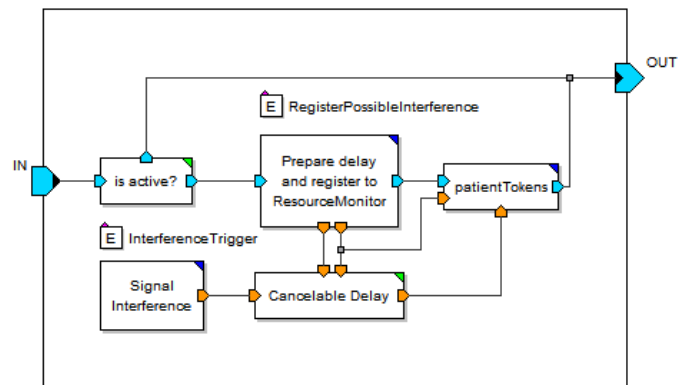 OUT
E RegisterPossibleInterference
IN
is active?
Prepare delay
and register to
ResourceMonitor
patientTokens
E InterferenceTrigger
Signal
Interference
Cancelable Delay